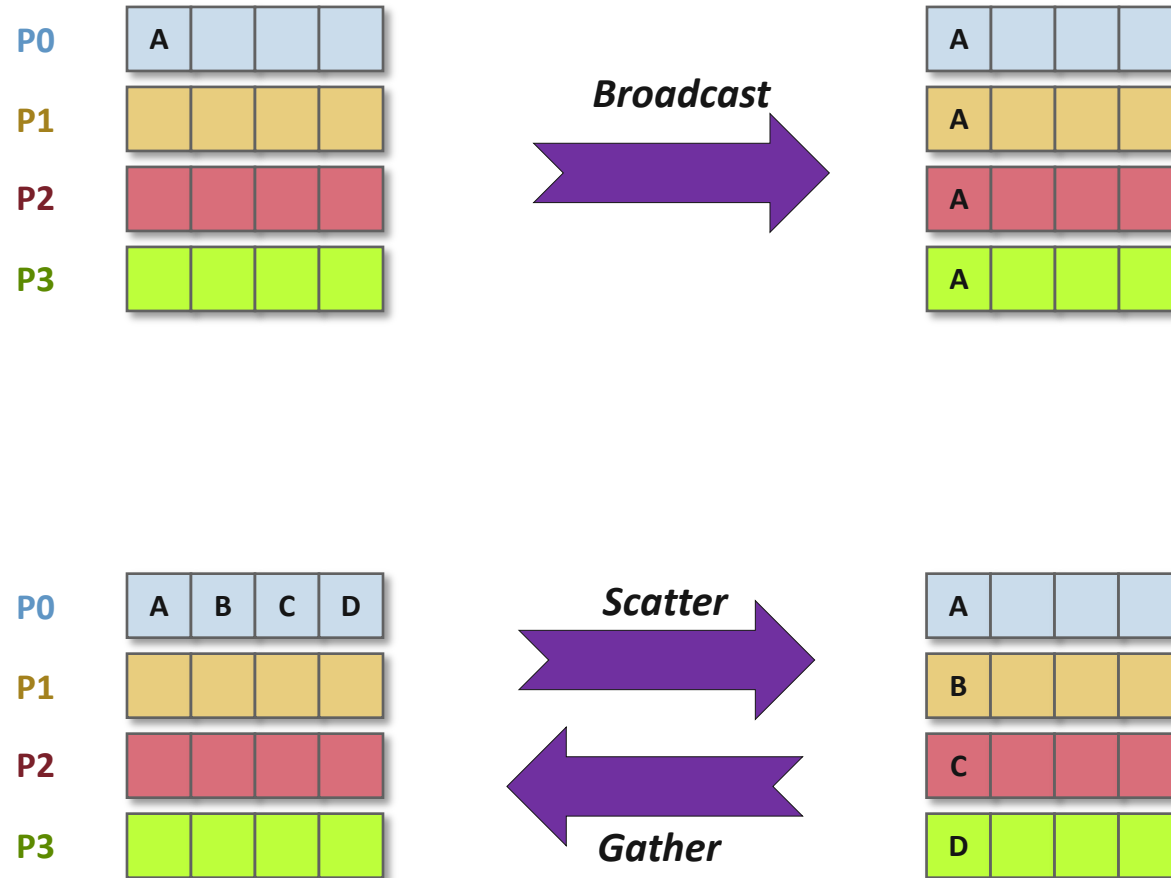 P0 A A
Broadcast
P1 A
P2 A
P3 A
P0 A B C D Scatter A
P1 B
P2 C
P3 Gather D